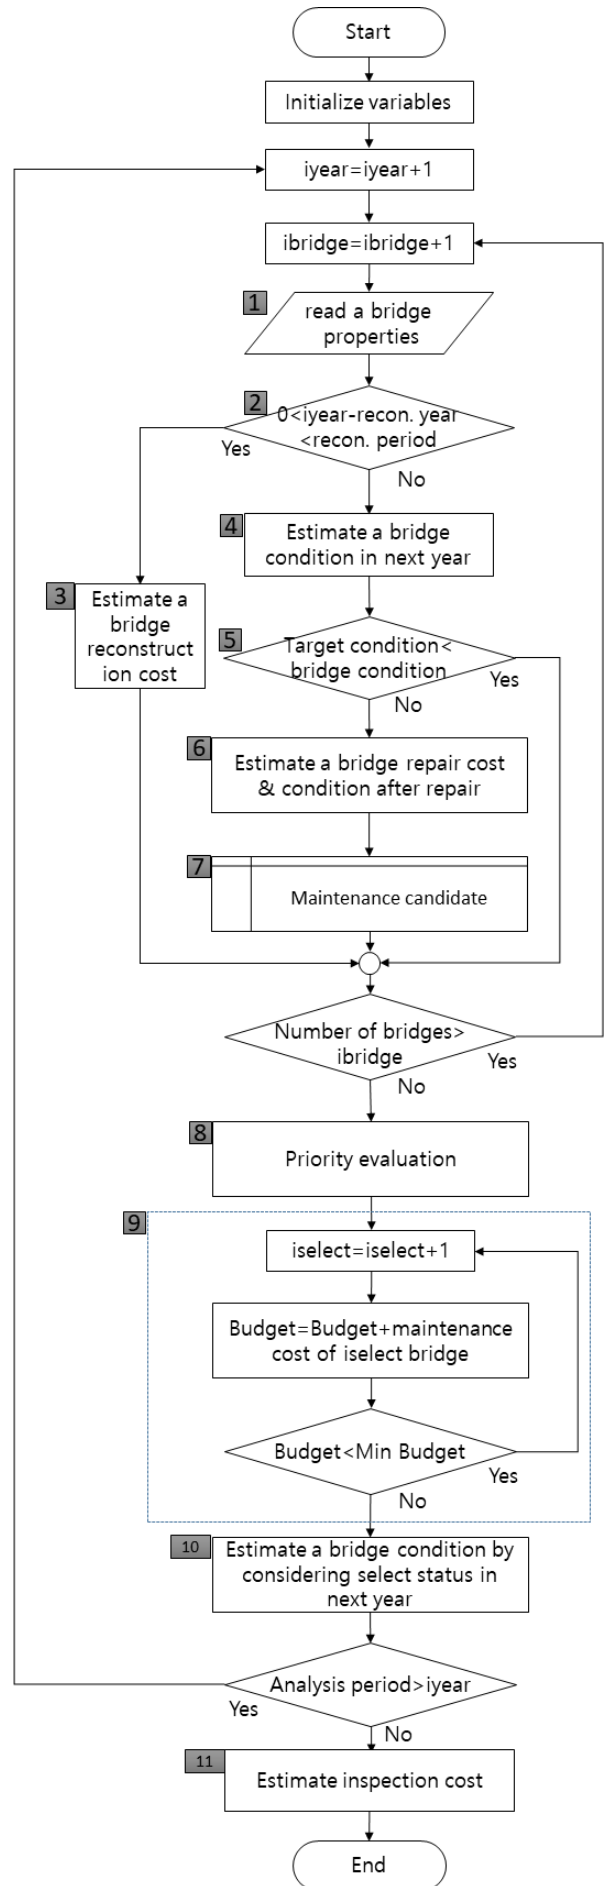 Start
Initialize variables
iyear=iyear+1
ibridge=ibridge+1
1
read a bridge
properties
2
0<iyear-recon. year
<recon. period
Yes
No
4
Estimate a bridge
condition in next year
3
Estimate a
bridge
reconstruct
ion cost
5
Target condition<
bridge condition
Yes
No
6
Estimate a bridge repair cost
& condition after repair
7
Maintenance candidate
Number of bridges>
ibridge
Yes
No
8
Priority evaluation
9
iselect=iselect+1
Budget=Budget+maintenance
cost of iselect bridge
Budget<Min Budget
Yes
No
10
Estimate a bridge condition by
considering select status in
next year
Analysis period>iyear
Yes
No
11
Estimate inspection cost
End